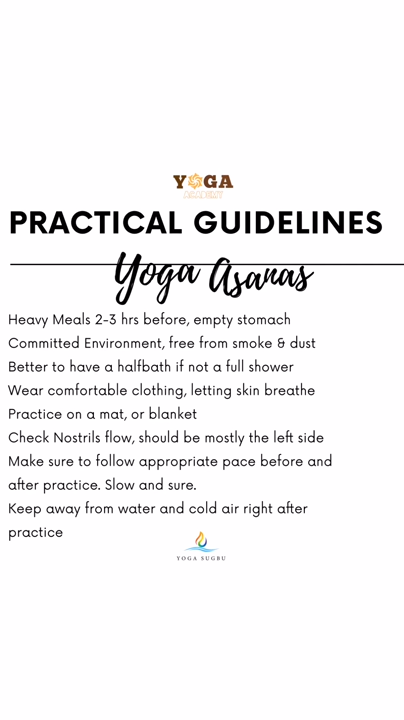 YOGA
ACADEMY
PRACTICAL GUIDELINES
Yoga Asanas
Heavy Meals 2-3 hrs before, empty stomach
Committed Environment, free from smoke & dust
Better to have a halfbath if not a full shower
Wear comfortable clothing, letting skin breathe
Practice on a mat, or blanket
Check Nostrils flow, should be mostly the left side
Make sure to follow appropriate pace before and
after practice. Slow and sure.
Keep away from water and cold air right after
practice
YOGA SUGBU